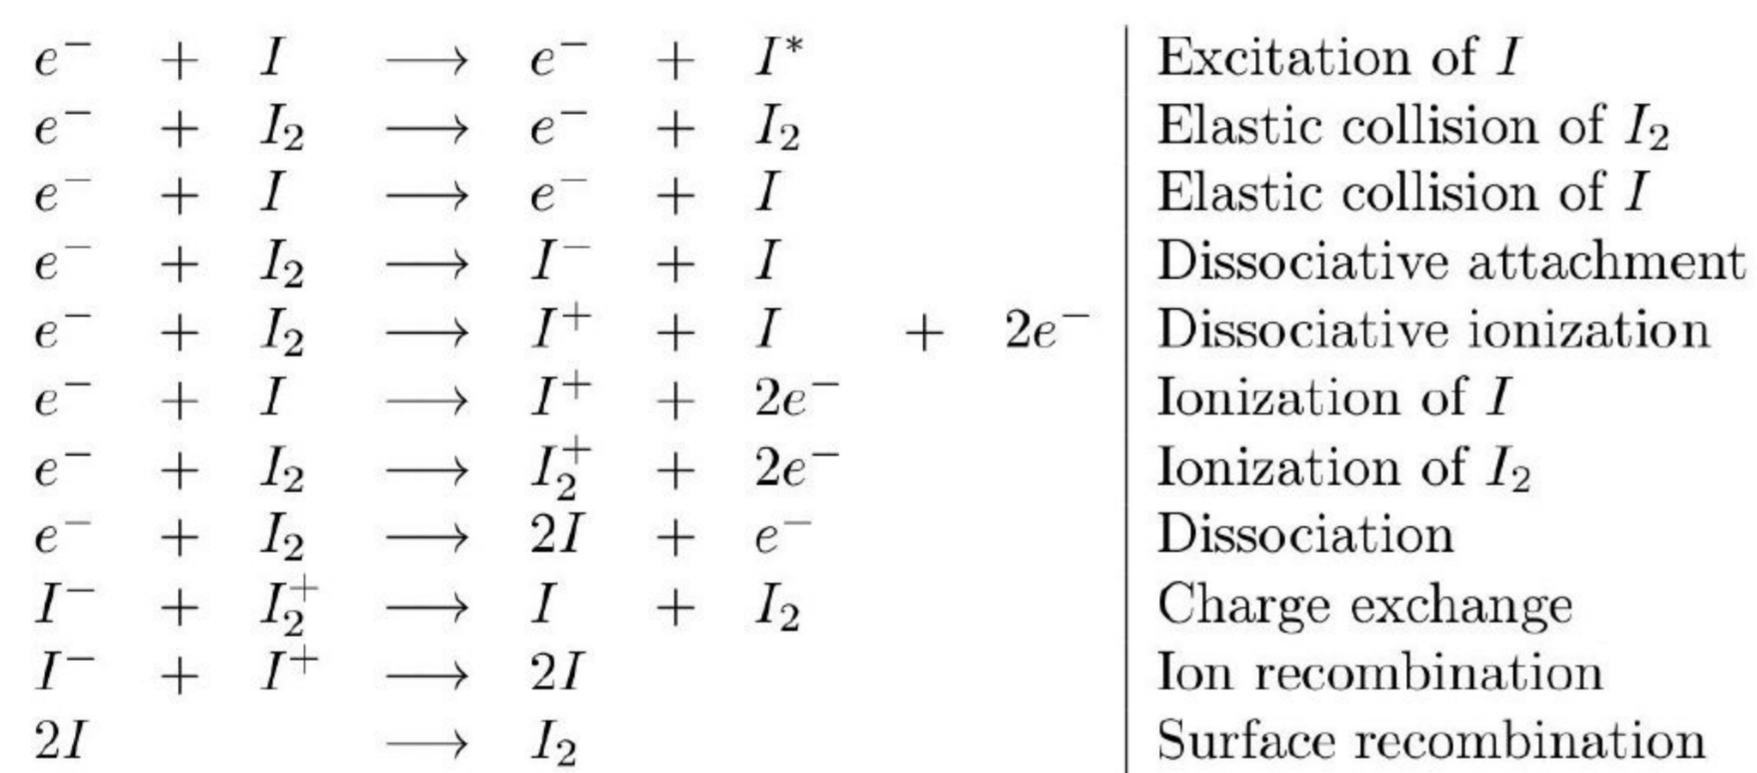 e⁻ + I ⟶ e⁻ + I* | Excitation of I
e⁻ + I₂ ⟶ e⁻ + I₂ | Elastic collision of I₂
e⁻ + I ⟶ e⁻ + I | Elastic collision of I
e⁻ + I₂ ⟶ I⁻ + I | Dissociative attachment
e⁻ + I₂ ⟶ I⁺ + I + 2e⁻ | Dissociative ionization
e⁻ + I ⟶ I⁺ + 2e⁻ | Ionization of I
e⁻ + I₂ ⟶ I₂⁺ + 2e⁻ | Ionization of I₂
e⁻ + I₂ ⟶ 2I + e⁻ | Dissociation
I⁻ + I₂⁺ ⟶ I + I₂ | Charge exchange
I⁻ + I⁺ ⟶ 2I | Ion recombination
2I ⟶ I₂ | Surface recombination